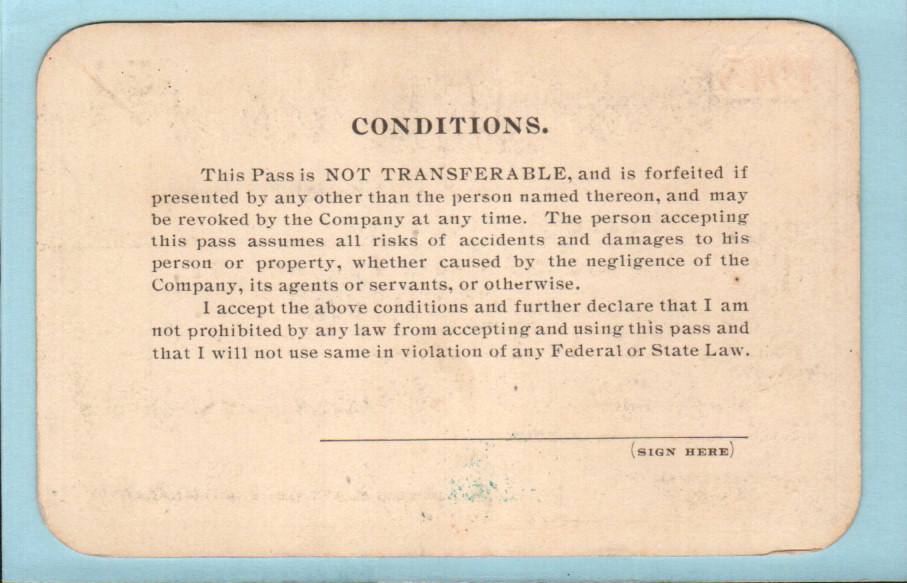 CONDITIONS.
This Pass is NOT TRANSFERABLE, and is forfeited if
presented by any other than the person named thereon, and may
be revoked by the Company at any time. The person accepting
this pass assumes all risks of accidents and damages to his
person or property, whether caused by the negligence of the
Company, its agents or servants, or otherwise.
I accept the above conditions and further declare that I am
not prohibited by any law from accepting and using this pass and
that I will not use same in violation of any Federal or State Law.
(SIGN HERE)